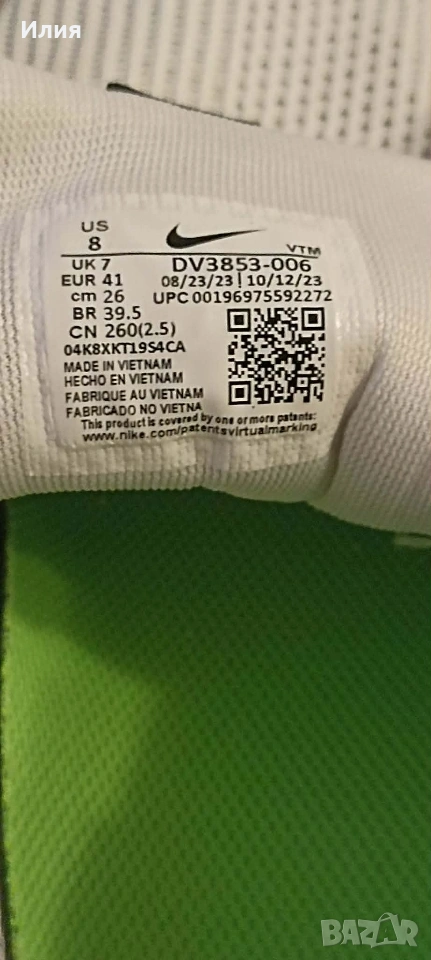 Илия
US
8
VTM
UK 7
DV3853-006
EUR 41
08/23/23 | 10/12/23
cm 26
UPC 00196975592272
BR 39.5
CN 260(2.5)
04K8XKT19S4CA
MADE IN VIETNAM
HECHO EN VIETNAM
FABRIQUE AU VIETNAM
FABRICADO NO VIETNA
This product is covered by one or more patents:
www.nike.com/patentsvirtualmarking
BAZAR